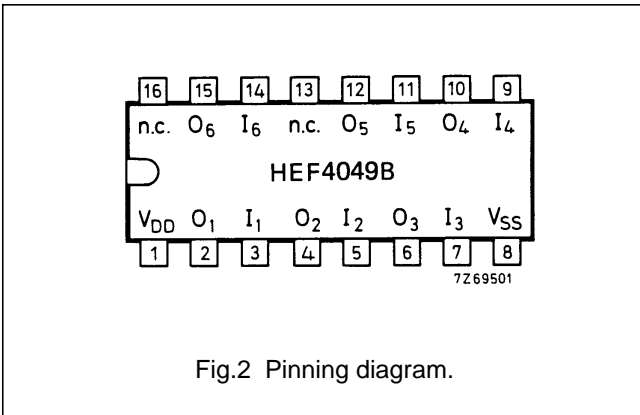 16 15 14 13 12 11 10 9
n.c. O6 I6 n.c. O5 I5 O4 I4
HEF4049B
VDD O1 I1 O2 I2 O3 I3 VSS
1 2 3 4 5 6 7 8
7Z69501
Fig.2 Pinning diagram.